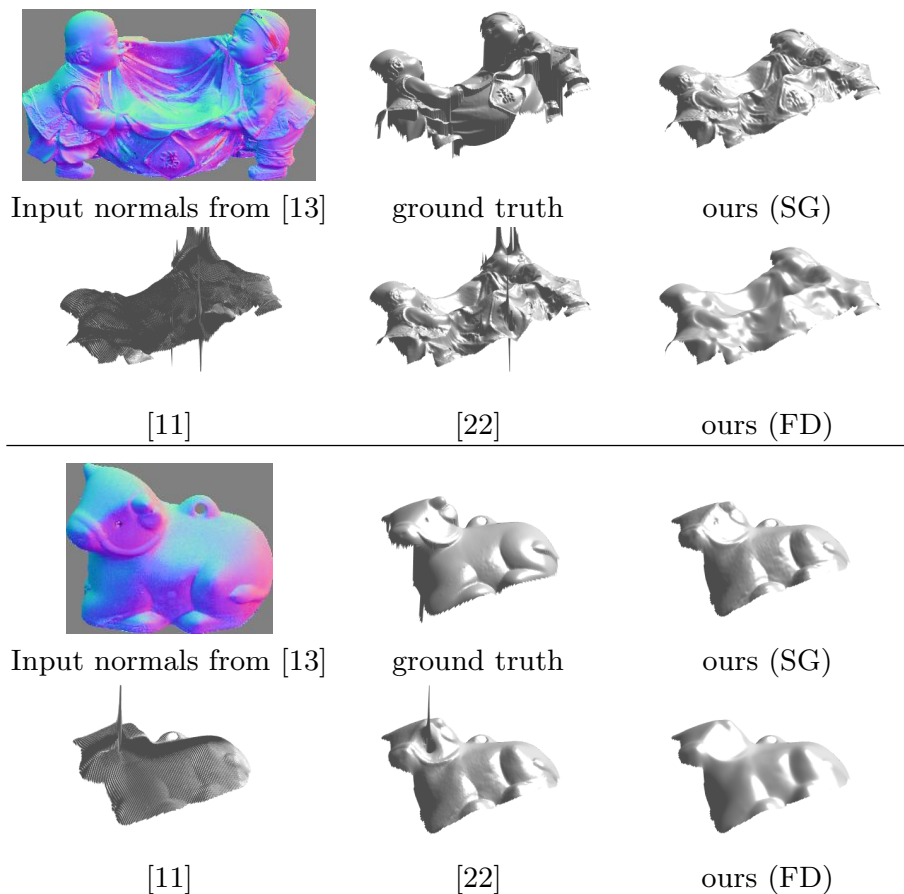 Input normals from [13] ground truth ours (SG)
[11] [22] ours (FD)
Input normals from [13] ground truth ours (SG)
[11] [22] ours (FD)